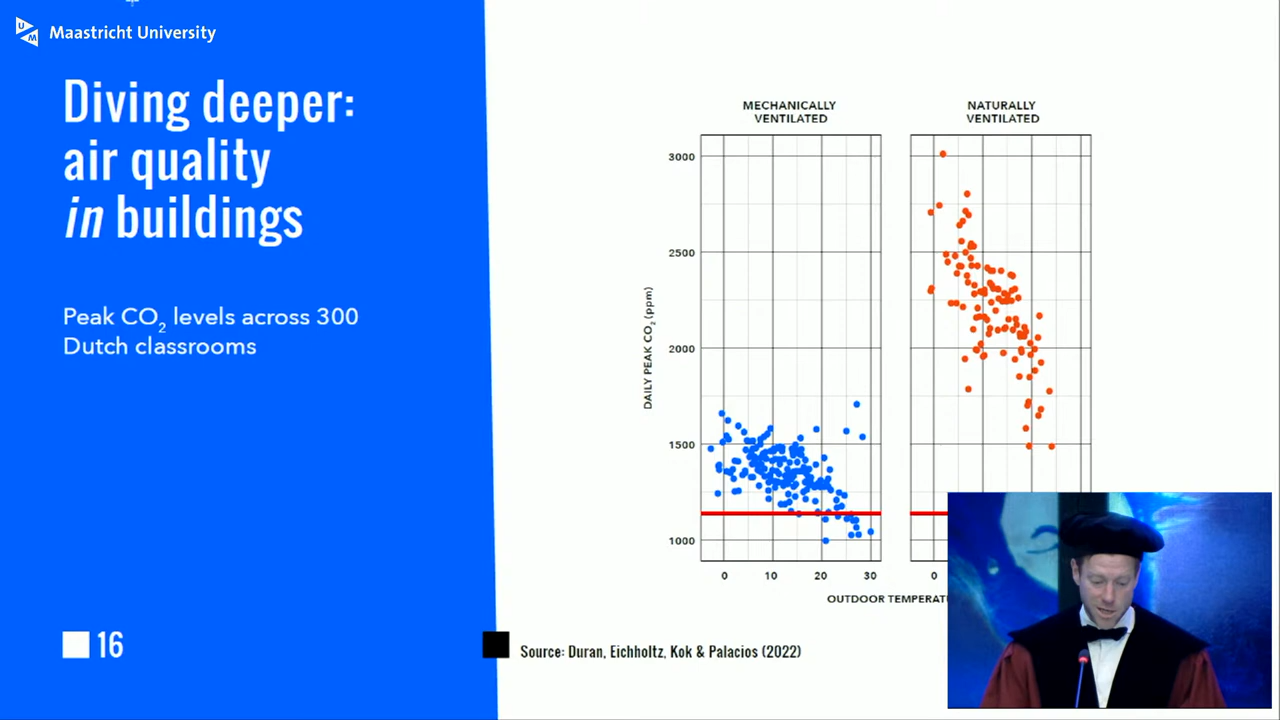 Maastricht University
Diving deeper:
air quality
in buildings
Peak CO₂ levels across 300
Dutch classrooms
16
MECHANICALLY
VENTILATED
NATURALLY
VENTILATED
DAILY PEAK CO₂ (ppm)
3000
2500
2000
1500
1000
0 10 20 30
0
OUTDOOR
Source: Duran, Eichholtz, Kok & Palacios (2022)